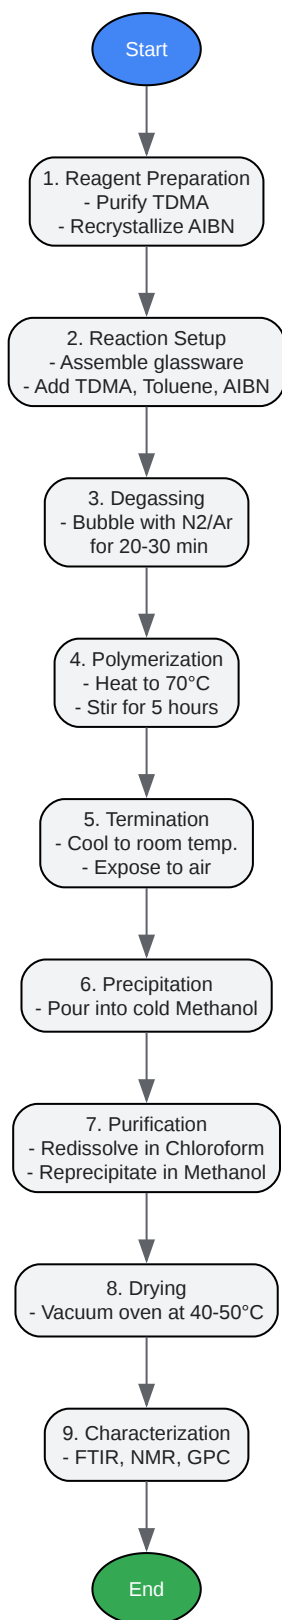 Start
1. Reagent Preparation
- Purify TDMA
- Recrystallize AIBN
2. Reaction Setup
- Assemble glassware
- Add TDMA, Toluene, AIBN
3. Degassing
- Bubble with N2/Ar
for 20-30 min
4. Polymerization
- Heat to 70°C
- Stir for 5 hours
5. Termination
- Cool to room temp.
- Expose to air
6. Precipitation
- Pour into cold Methanol
7. Purification
- Redissolve in Chloroform
- Reprecipitate in Methanol
8. Drying
- Vacuum oven at 40-50°C
9. Characterization
- FTIR, NMR, GPC
End